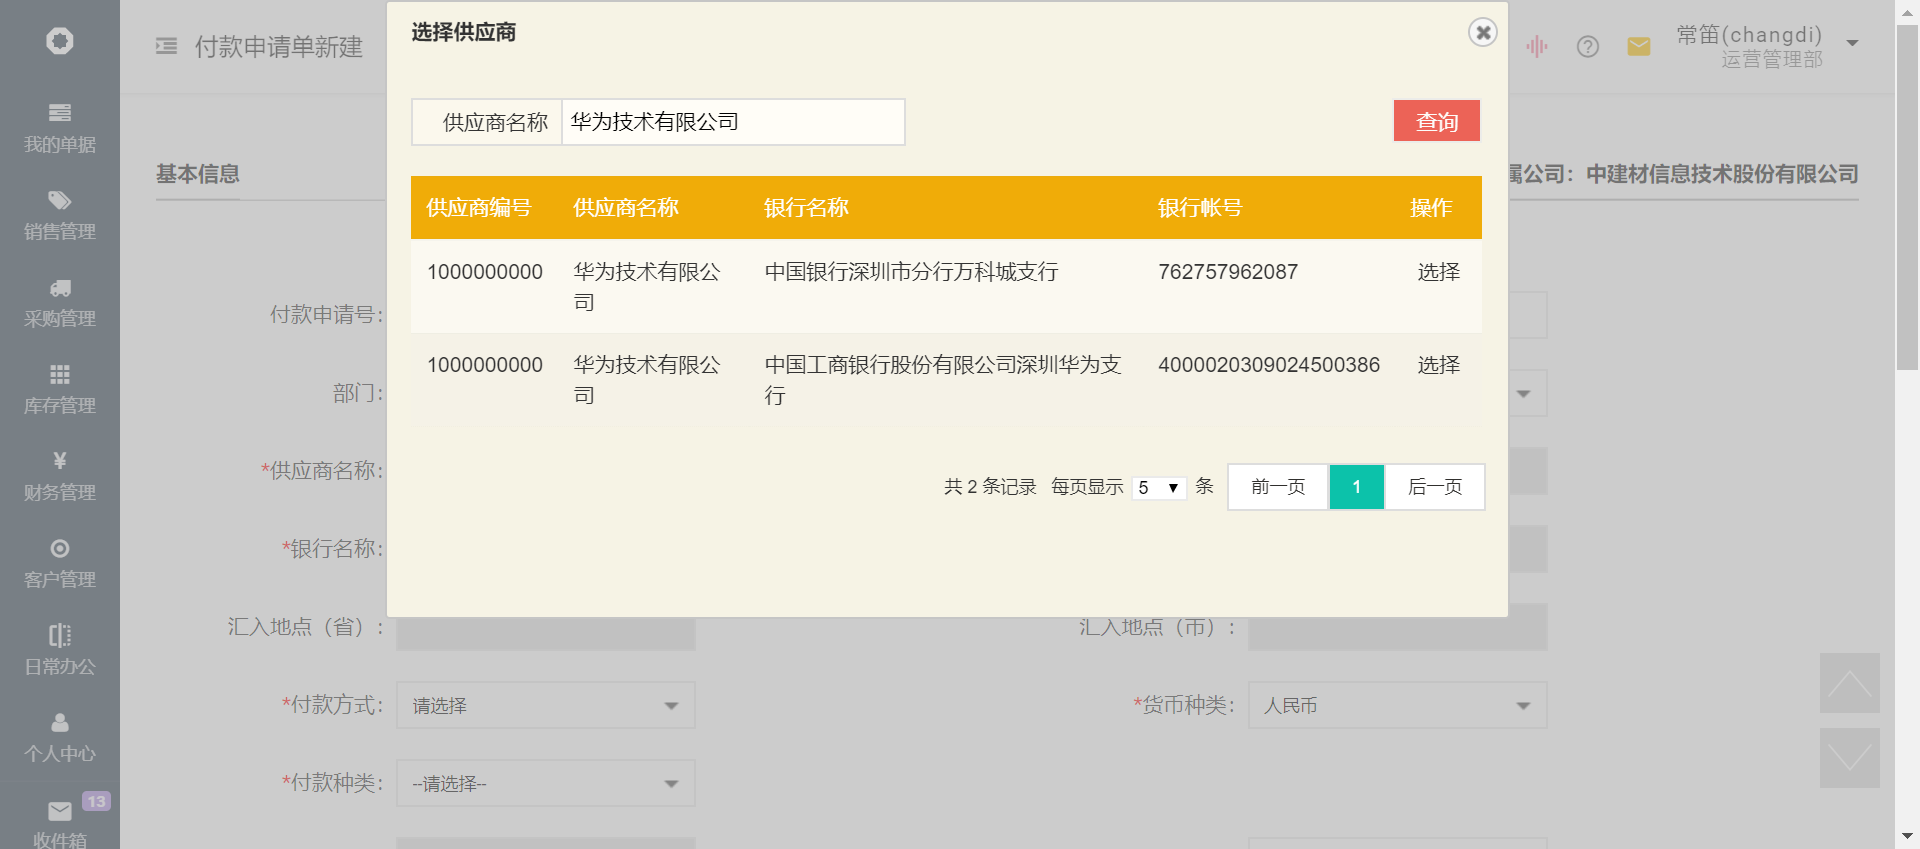 选择供应商
付款申请单新建
常笛(changdi)
运营管理部
我的单据
销售管理
采购管理
库存管理
财务管理
客户管理
日常办公
个人中心
13
收件箱
供应商名称 华为技术有限公司 查询
基本信息
属公司：中建材信息技术股份有限公司
供应商编号 供应商名称 银行名称 银行帐号 操作
1000000000 华为技术有限公司 中国银行深圳市分行万科城支行 762757962087 选择
1000000000 华为技术有限公司 中国工商银行股份有限公司深圳华为支行 4000020309024500386 选择
共 2 条记录 每页显示 5 条 前一页 1 后一页
付款申请号:
部门:
*供应商名称:
*银行名称:
汇入地点（省）: 汇入地点（市）:
*付款方式: 请选择 *货币种类: 人民币
*付款种类: --请选择--